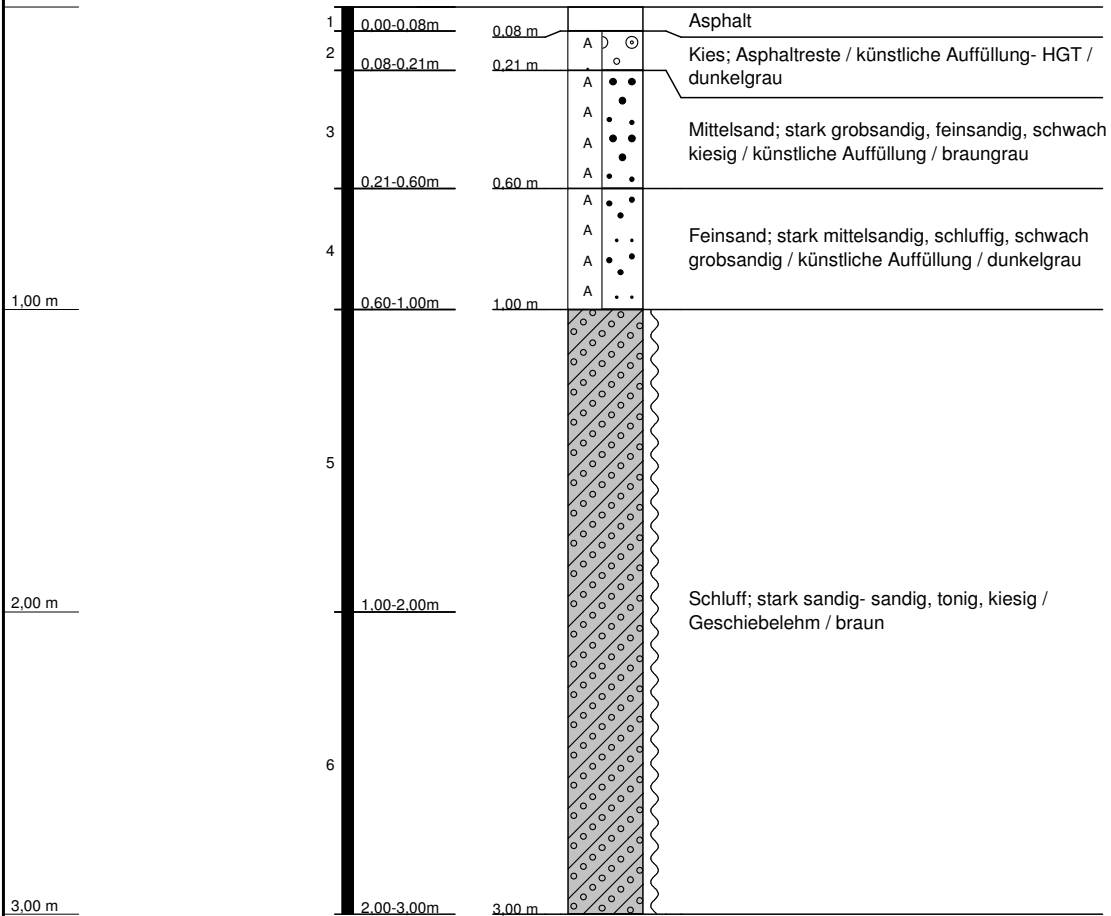 1
0.00-0.08m
Asphalt
0,08 m
A
2
Kies; Asphaltreste / künstliche Auffüllung- HGT /
dunkelgrau
0.08-0.21m
0,21 m
A
A
3
Mittelsand; stark grobsandig, feinsandig, schwach
kiesig / künstliche Auffüllung / braungrau
A
A
0,21-0,60m
0,60 m
A
A
4
Feinsand; stark mittelsandig, schluffig, schwach
grobsandig / künstliche Auffüllung / dunkelgrau
A
A
1,00 m
0,60-1,00m
1,00 m
5
2,00 m
1,00-2,00m
Schluff; stark sandig- sandig, tonig, kiesig /
Geschiebelehm / braun
6
3,00 m
2,00-3,00m
3,00 m